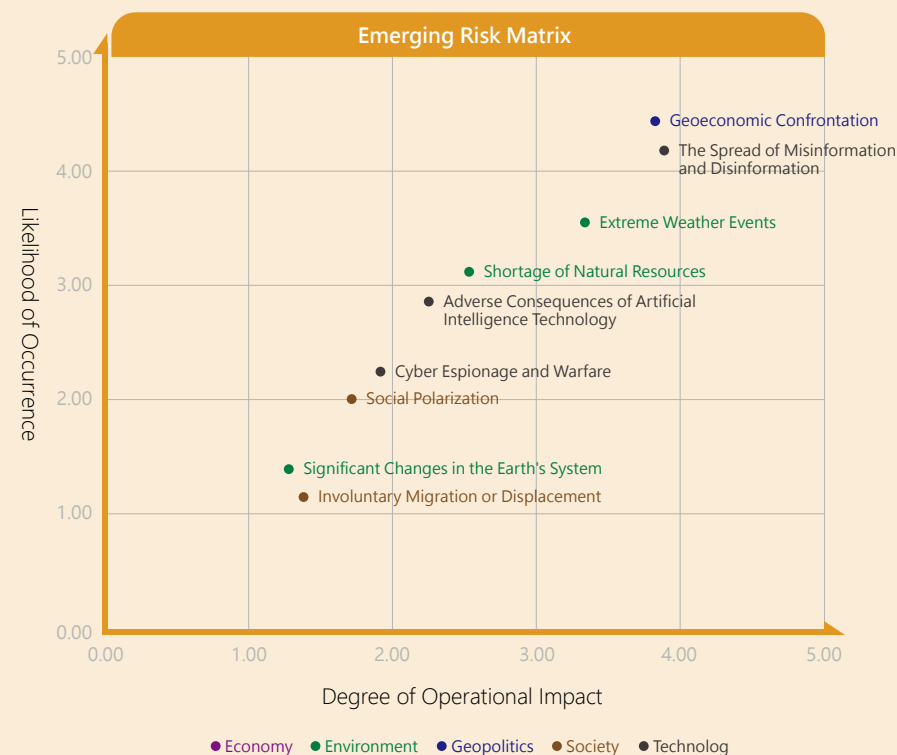 Emerging Risk Matrix
5.00
Geoeconomic Confrontation
The Spread of Misinformation
and Disinformation
4.00
Extreme Weather Events
Shortage of Natural Resources
3.00
Adverse Consequences of Artificial
Intelligence Technology
Cyber Espionage and Warfare
Social Polarization
2.00
Significant Changes in the Earth's System
Involuntary Migration or Displacement
1.00
0.00
Likelihood of Occurrence
0.00 1.00 2.00 3.00 4.00 5.00
Degree of Operational Impact
Economy Environment Geopolitics Society Technolog